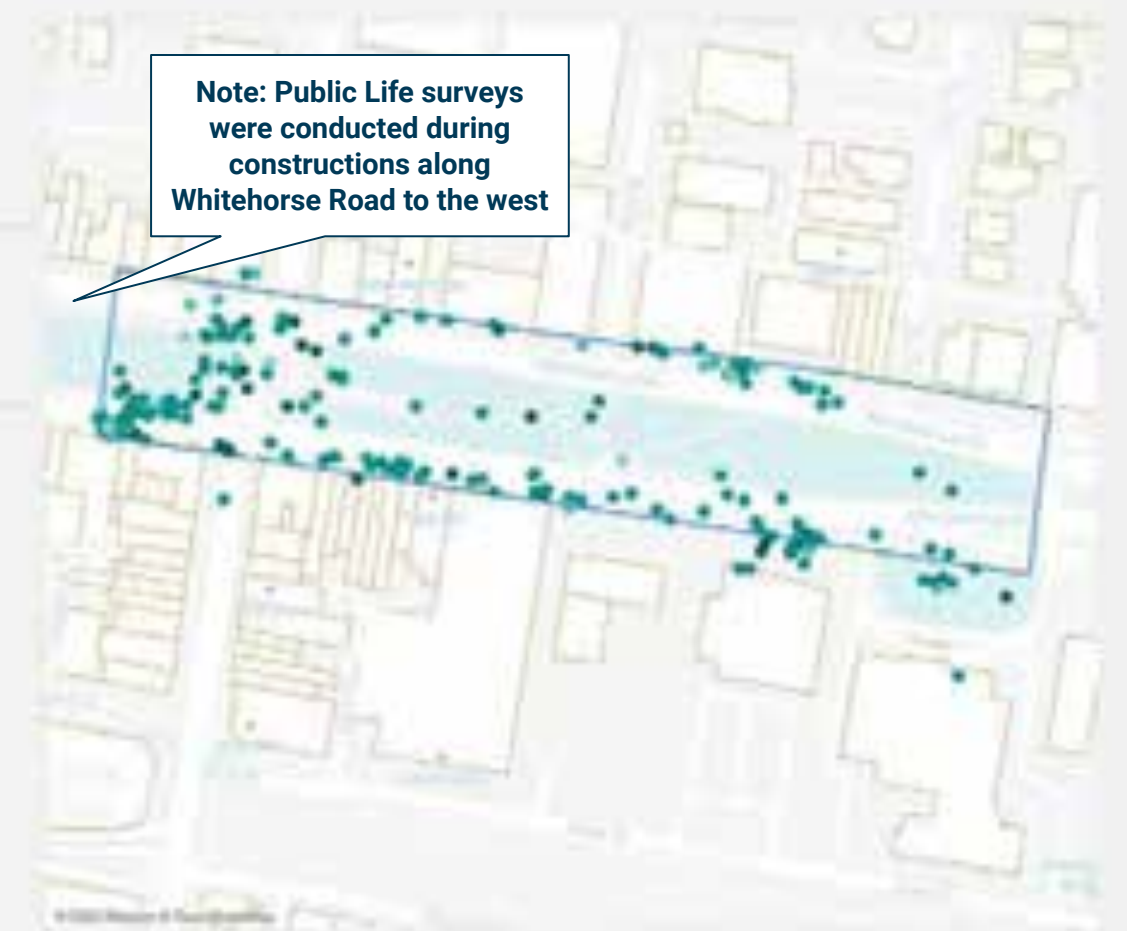 Note: Public Life surveys
were conducted during
constructions along
Whitehorse Road to the west